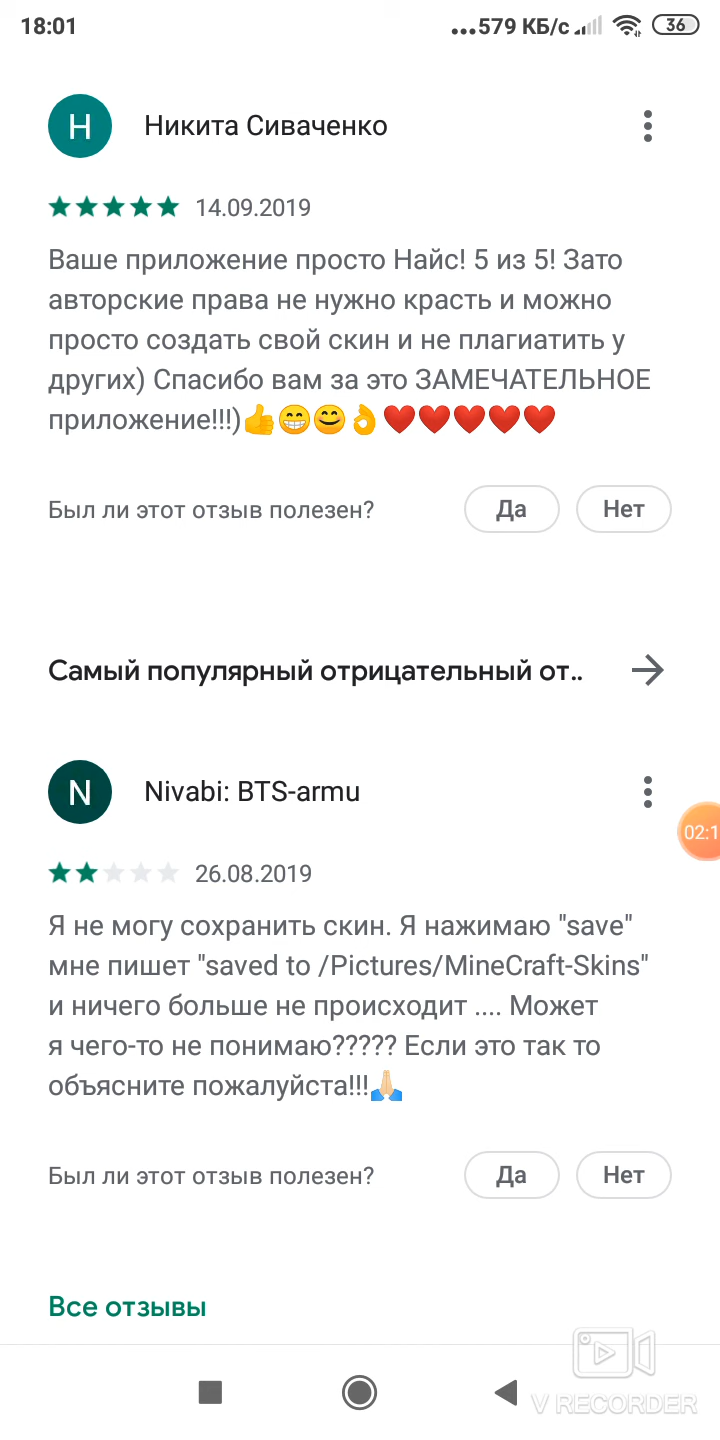 18:01
...579 КБ/с
36
Н
Никита Сиваченко
14.09.2019
Ваше приложение просто Найс! 5 из 5! Зато
авторские права не нужно красть и можно
просто создать свой скин и не плагиатить у
других) Спасибо вам за это ЗАМЕЧАТЕЛЬНОЕ
приложение!!!)👍😁😊👌❤️❤️❤️❤️❤️
Был ли этот отзыв полезен?
Да
Нет
Самый популярный отрицательный от..
N
Nivabi: BTS-armu
26.08.2019
02:1
Я не могу сохранить скин. Я нажимаю "save"
мне пишет "saved to /Pictures/MineCraft-Skins"
и ничего больше не происходит .... Может
я чего-то не понимаю????? Если это так то
объясните пожалуйста!!!🙏🏻
Был ли этот отзыв полезен?
Да
Нет
Все отзывы
V RECORDER